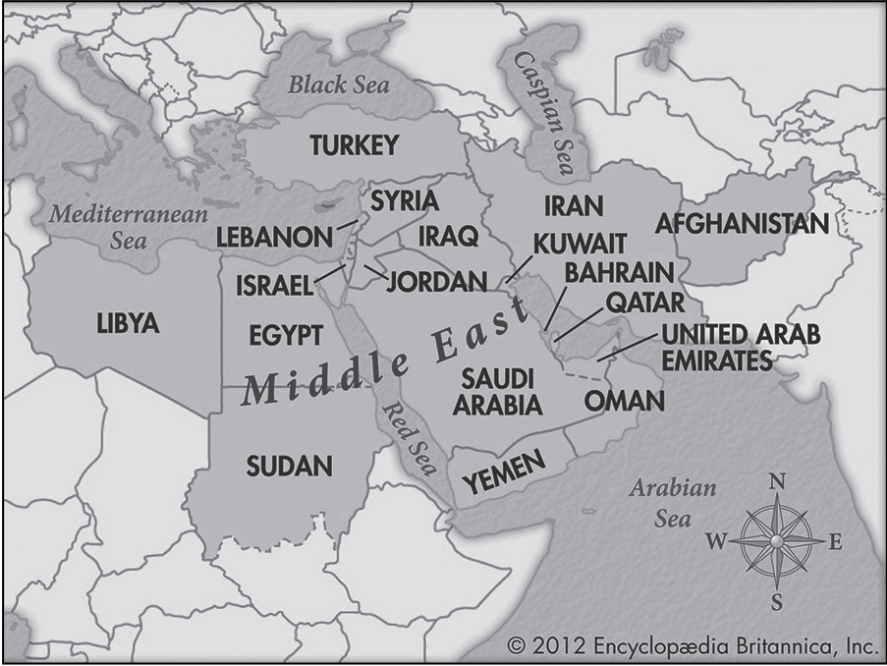 Black Sea
Caspian Sea
TURKEY
Mediterranean
Sea
SYRIA
LEBANON
IRAQ
IRAN
AFGHANISTAN
KUWAIT
ISRAEL
JORDAN
BAHRAIN
QATAR
LIBYA
EGYPT
UNITED ARAB
EMIRATES
Middle East
SAUDI
ARABIA
OMAN
Red Sea
SUDAN
YEMEN
Arabian
Sea
N
W
E
S
© 2012 Encyclopædia Britannica, Inc.